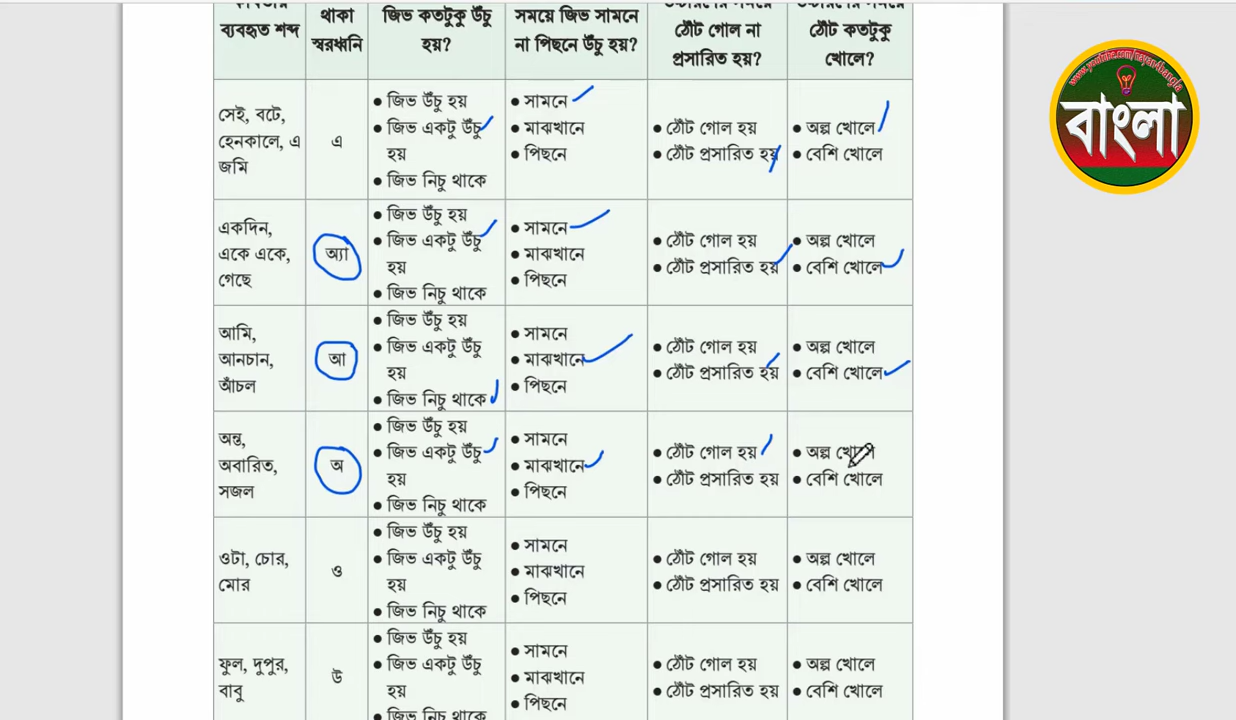 ব্যবহৃত শব্দ
থাকা
স্বরধ্বনি
জিভ কতটুকু উঁচু
হয়?
সময়ে জিভ সামনে
না পিছনে উঁচু হয়?
ঠোঁট গোল না
প্রসারিত হয়?
ঠোঁট কতটুকু
খোলে?
সেই, বটে,
হেনকালে, এ
জমি
এ
• জিভ উঁচু হয়
• জিভ একটু উঁচু
হয়
• জিভ নিচু থাকে
• সামনে
• মাঝখানে
• পিছনে
• ঠোঁট গোল হয়
• ঠোঁট প্রসারিত হয়
• অল্প খোলে
• বেশি খোলে
একদিন,
একে একে,
গেছে
অ্যা
• জিভ উঁচু হয়
• জিভ একটু উঁচু
হয়
• জিভ নিচু থাকে
• সামনে
• মাঝখানে
• পিছনে
• ঠোঁট গোল হয়
• ঠোঁট প্রসারিত হয়
• অল্প খোলে
• বেশি খোলে
আমি,
আনচান,
আঁচল
আ
• জিভ উঁচু হয়
• জিভ একটু উঁচু
হয়
• জিভ নিচু থাকে
• সামনে
• মাঝখানে
• পিছনে
• ঠোঁট গোল হয়
• ঠোঁট প্রসারিত হয়
• অল্প খোলে
• বেশি খোলে
অন্ত,
অবারিত,
সজল
অ
• জিভ উঁচু হয়
• জিভ একটু উঁচু
হয়
• জিভ নিচু থাকে
• সামনে
• মাঝখানে
• পিছনে
• ঠোঁট গোল হয়
• ঠোঁট প্রসারিত হয়
• অল্প খোলে
• বেশি খোলে
ওটা, চোর,
মোর
ও
• জিভ উঁচু হয়
• জিভ একটু উঁচু
হয়
• জিভ নিচু থাকে
• সামনে
• মাঝখানে
• পিছনে
• ঠোঁট গোল হয়
• ঠোঁট প্রসারিত হয়
• অল্প খোলে
• বেশি খোলে
ফুল, দুপুর,
বাবু
উ
• জিভ উঁচু হয়
• জিভ একটু উঁচু
হয়
• জিভ নিচু থাকে
• সামনে
• মাঝখানে
• পিছনে
• ঠোঁট গোল হয়
• ঠোঁট প্রসারিত হয়
• অল্প খোলে
• বেশি খোলে
বাংলা